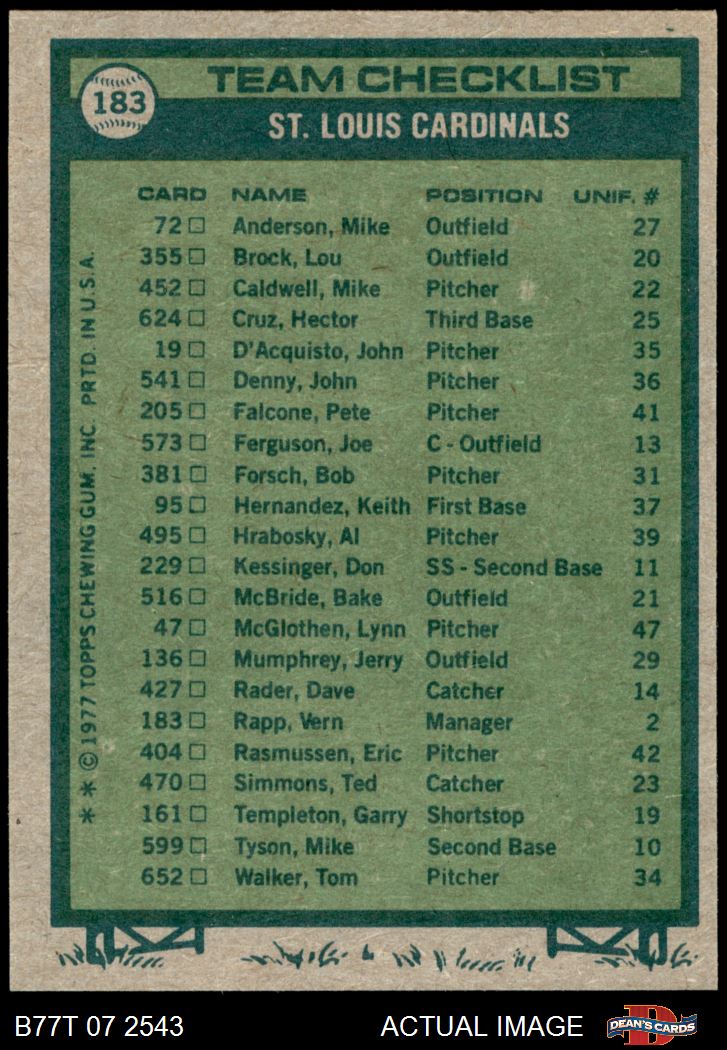 183
TEAM CHECKLIST
ST. LOUIS CARDINALS
CARD NAME POSITION UNIF. #
72 Anderson, Mike Outfield 27
355 Brock, Lou Outfield 20
452 Caldwell, Mike Pitcher 22
624 Cruz, Hector Third Base 25
19 D'Acquisto, John Pitcher 35
541 Denny, John Pitcher 36
205 Falcone, Pete Pitcher 41
573 Ferguson, Joe C - Outfield 13
381 Forsch, Bob Pitcher 31
95 Hernandez, Keith First Base 37
495 Hrabosky, Al Pitcher 39
229 Kessinger, Don SS - Second Base 11
516 McBride, Bake Outfield 21
47 McGlothen, Lynn Pitcher 47
136 Mumphrey, Jerry Outfield 29
427 Rader, Dave Catcher 14
183 Rapp, Vern Manager 2
404 Rasmussen, Eric Pitcher 42
470 Simmons, Ted Catcher 23
161 Templeton, Garry Shortstop 19
599 Tyson, Mike Second Base 10
652 Walker, Tom Pitcher 34
* * © 1977 TOPPS CHEWING GUM, INC. PRTD. IN U.S.A.
B77T 07 2543 ACTUAL IMAGE
D
DEAN'S CARDS